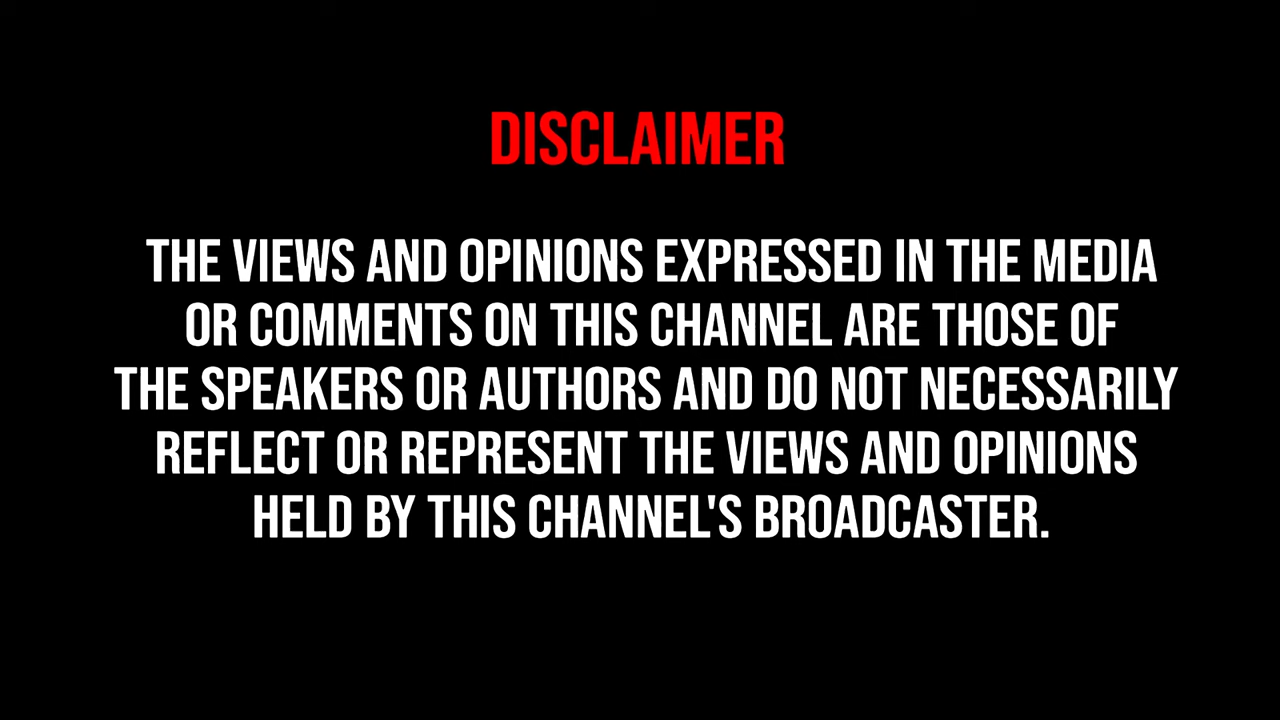 DISCLAIMER
THE VIEWS AND OPINIONS EXPRESSED IN THE MEDIA
OR COMMENTS ON THIS CHANNEL ARE THOSE OF
THE SPEAKERS OR AUTHORS AND DO NOT NECESSARILY
REFLECT OR REPRESENT THE VIEWS AND OPINIONS
HELD BY THIS CHANNEL'S BROADCASTER.